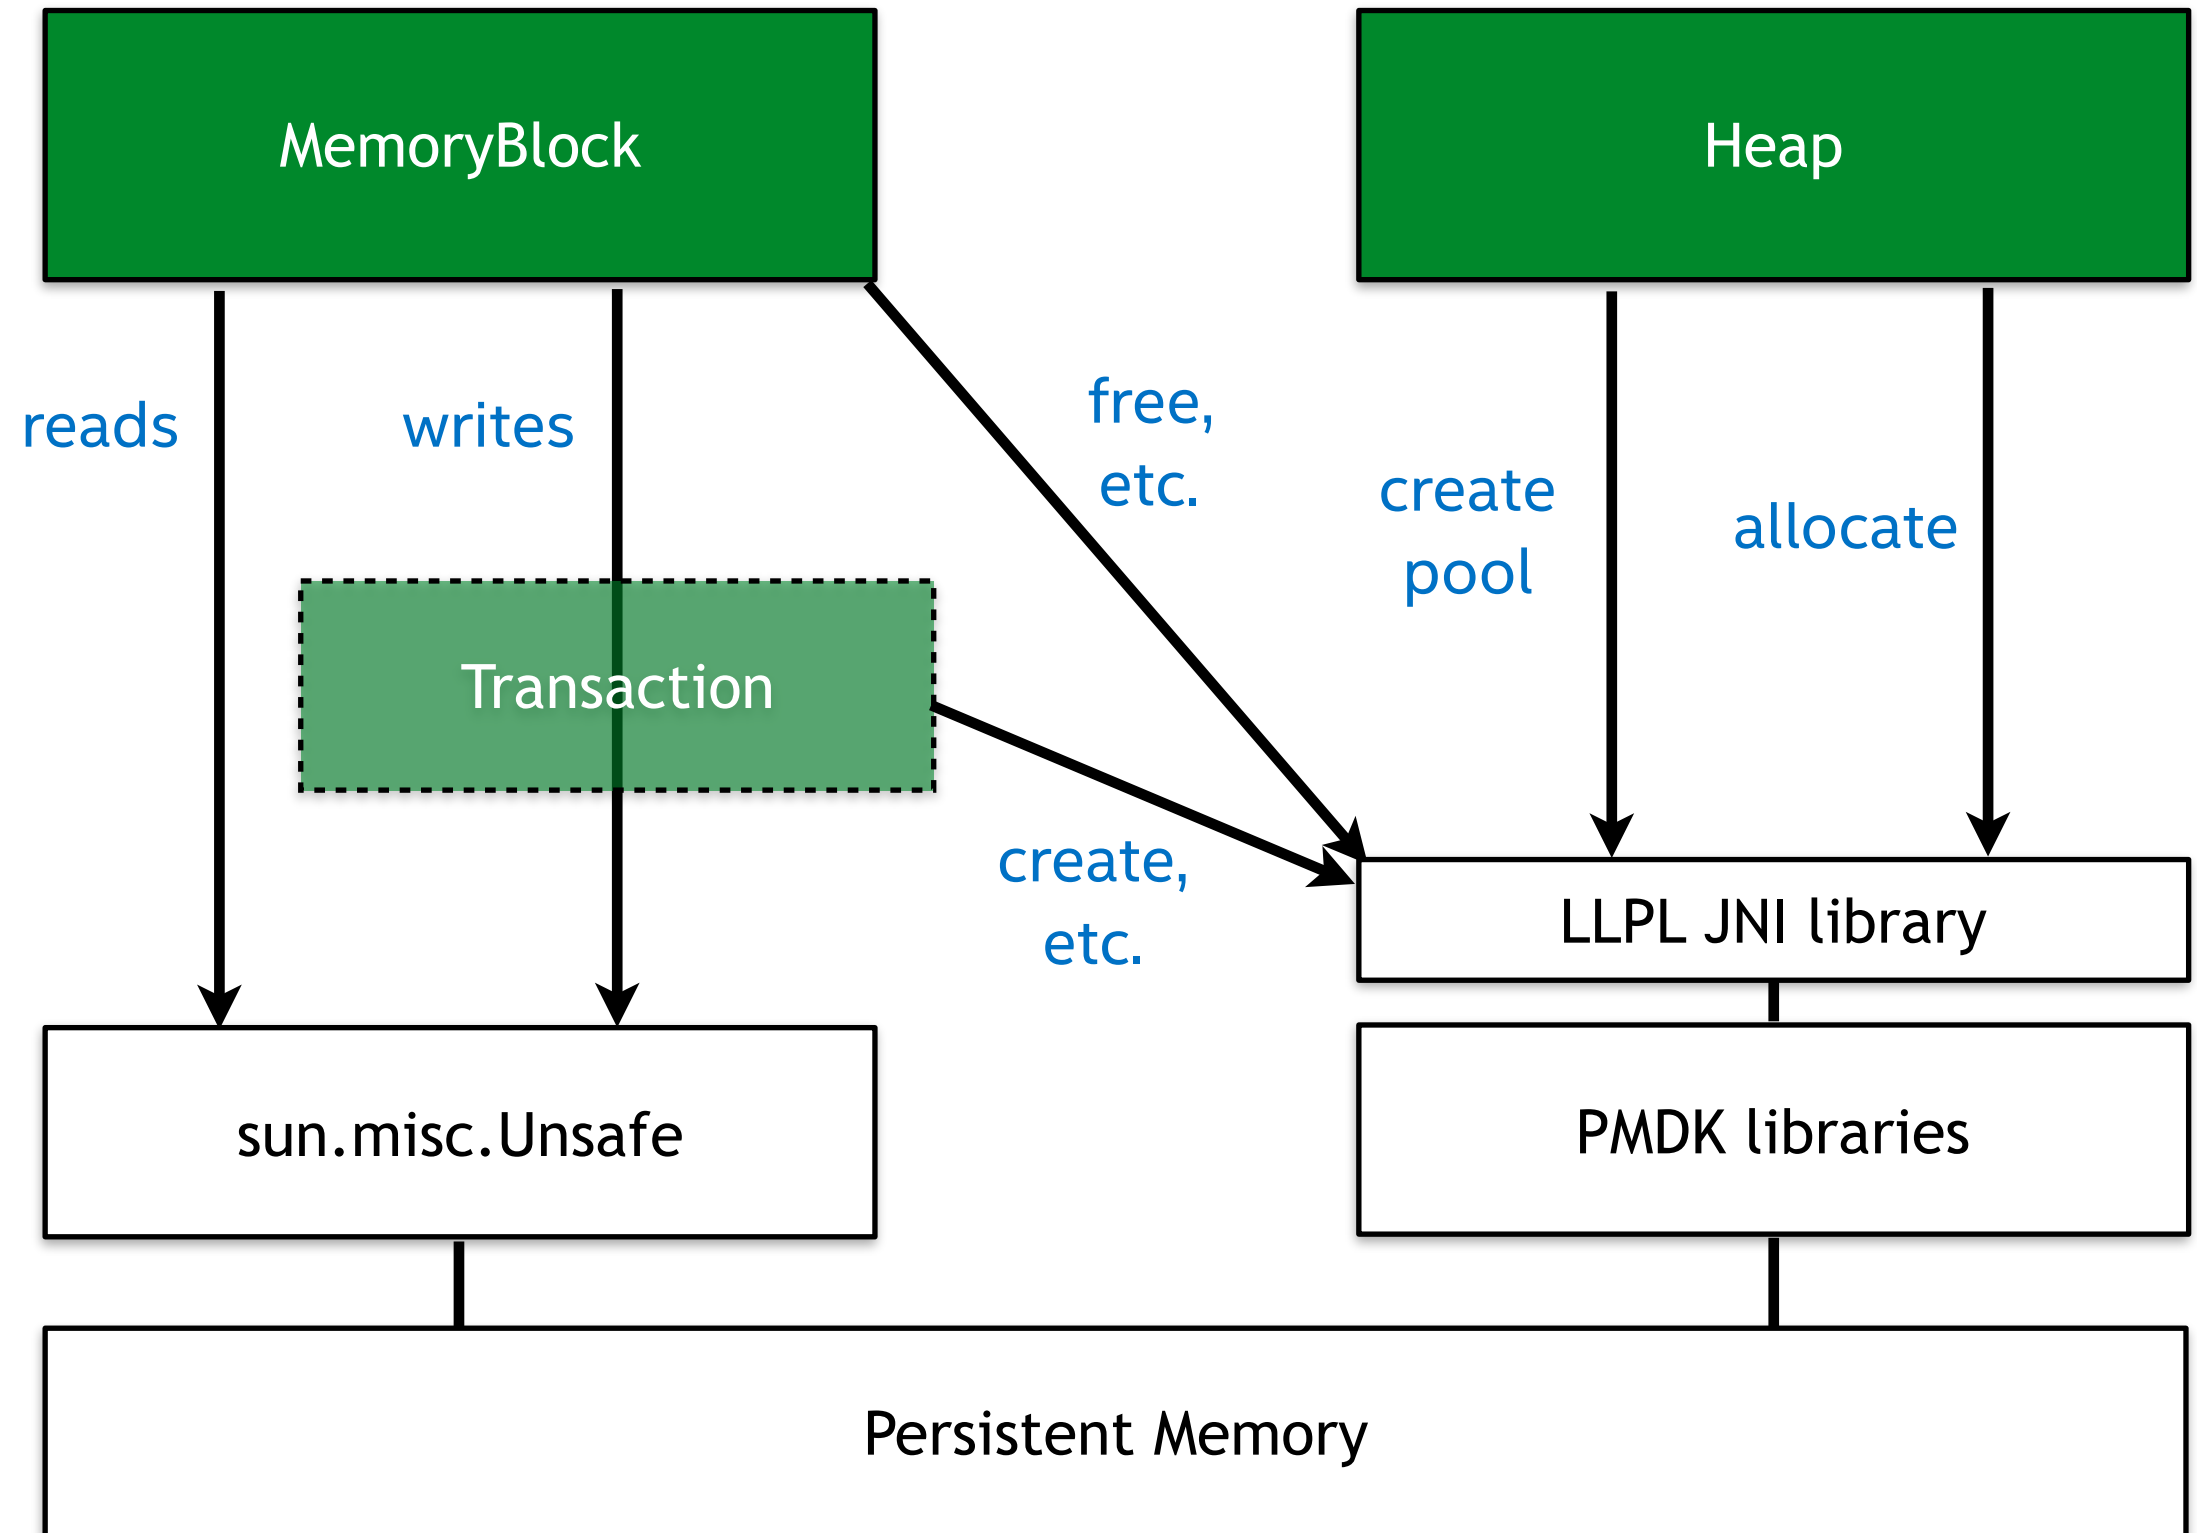 MemoryBlock
Heap
reads
writes
free,
etc.
create
pool
allocate
Transaction
create,
etc.
LLPL JNI library
sun.misc.Unsafe
PMDK libraries
Persistent Memory